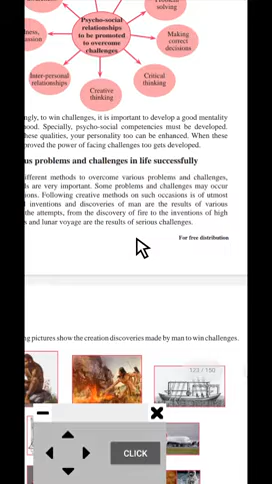 solving
Psycho-social
relationships
to be promoted
to overcome
challenges
Making
correct
decisions
ness,
Inter-personal
relationships
Critical
thinking
Creative
thinking
ngly, to win challenges, it is important to develop a good mentality
hood. Specially, psycho-social competencies must be developed.
hese qualities, your personality too can be enhanced. When these
proved the power of facing challenges too gets developed.
us problems and challenges in life successfully
ifferent methods to overcome various problems and challenges,
ls are very important. Some problems and challenges may occur
ions. Following creative methods on such occasions is of utmost
l inventions and discoveries of man are the results of various
the attempts, from the discovery of fire to the inventions of high
s and lunar voyage are the results of serious challenges.
For free distribution
ng pictures show the creation discoveries made by man to win challenges.
123 / 150
CLICK